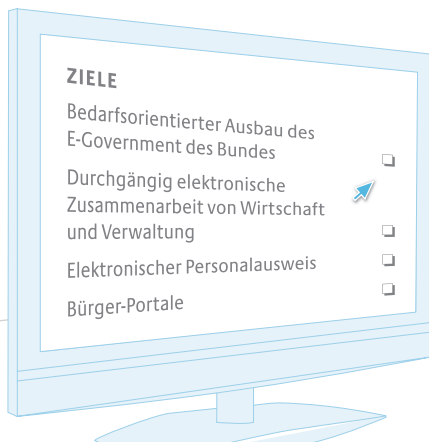 ZIELE
Bedarfsorientierter Ausbau des
E-Government des Bundes
Durchgängig elektronische
Zusammenarbeit von Wirtschaft
und Verwaltung
Elektronischer Personalausweis
Bürger-Portale